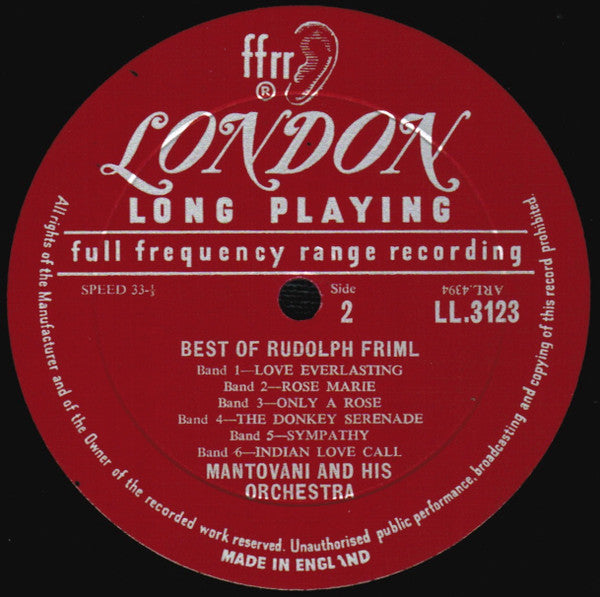 ffrr
®
LONDON
LONG PLAYING
full frequency range recording
SPEED 33-⅓
Side
2
ARL.4394
LL.3123
BEST OF RUDOLPH FRIML
Band 1—LOVE EVERLASTING
Band 2—ROSE MARIE
Band 3—ONLY A ROSE
Band 4—THE DONKEY SERENADE
Band 5—SYMPATHY
Band 6—INDIAN LOVE CALL
MANTOVANI AND HIS
ORCHESTRA
All rights of the Manufacturer and of the Owner of the recorded work reserved. Unauthorised public performance, broadcasting and copying of this record prohibited.
MADE IN ENGLAND